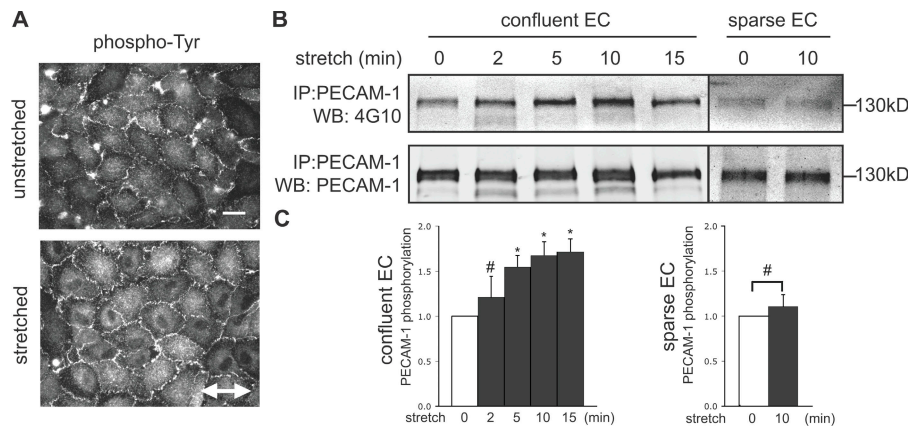 A
phospho-Tyr
unstretched
stretched
B
confluent EC
sparse EC
stretch (min)
0 2 5 10 15
0 10
IP:PECAM-1
WB: 4G10
130kD
IP:PECAM-1
WB: PECAM-1
130kD
C
confluent EC
PECAM-1 phosphorylation
2.0
1.5
1.0
0.5
0.0
# * * *
stretch 0 2 5 10 15 (min)
sparse EC
PECAM-1 phosphorylation
2.0
1.5
1.0
0.5
0.0
#
stretch 0 10 (min)